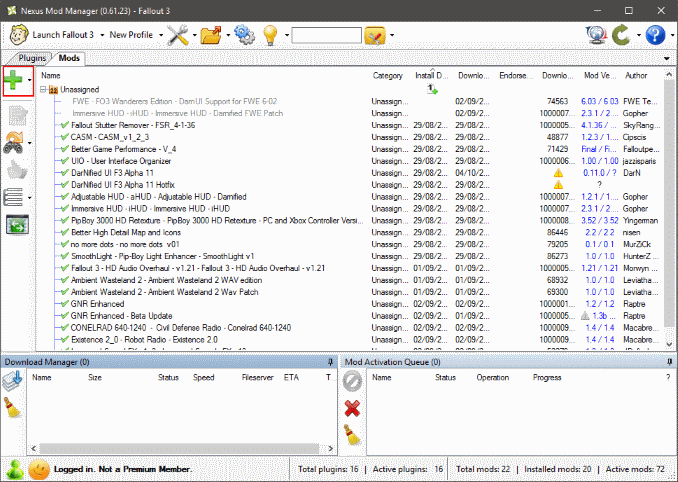 Nexus Mod Manager (0.61.23) - Fallout 3
Launch Fallout 3 New Profile
Plugins Mods
Name Category Install D... Downlo... Endorse... Downlo... Mod Ve... Author
Unassigned 1
FWE - FO3 Wanderers Edition - DarnUI Support for FWE 6-02 Unassign... 02/09/2... 74563 6.03 / 6.03 FWE Te...
Immersive HUD - iHUD - Immersive HUD - Darnified FWE Patch Unassign... 02/09/2... 1000007... 2.3.1 / 2.... Gopher
Fallout Stutter Remover - FSR_4-1-36 Unassign... 29/08/2... 29/08/2... 1000005... 4.1.36 / ... SkyRang...
CASM - CASM_v1_2_3 Unassign... 29/08/2... 29/08/2... 48877 1.2.3 / 1.... Cipscis
Better Game Performance - V_4 Unassign... 29/08/2... 29/08/2... 71429 Final / Fi... Falloutpe...
UIO - User Interface Organizer Unassign... 29/08/2... 29/08/2... 1000006... 1.00 / 1.00 jazzisparis
DarNified UI F3 Alpha 11 Unassign... 29/08/2... 04/10/2... 0.11.0 / ? DarN
DarNified UI F3 Alpha 11 Hotfix Unassign... 29/08/2... 29/08/2... ?
Adjustable HUD - aHUD - Adjustable HUD - Darnified Unassign... 29/08/2... 29/08/2... 1000007... 1.2.1 / 1.... Gopher
Immersive HUD - iHUD - Immersive HUD - iHUD Unassign... 29/08/2... 29/08/2... 1000007... 2.3.1 / 2.... Gopher
PipBoy 3000 HD Retexture - PipBoy 3000 HD Retexture - PC and Xbox Controller Versi... Unassign... 29/08/2... 29/08/2... 1000008... 3.52 / 3.52 Yingerman
Better High Detail Map and Icons Unassign... 29/08/2... 29/08/2... 86446 2.2 / 2.2 nisen
no more dots - no more dots v01 Unassign... 29/08/2... 29/08/2... 79205 0.1 / 0.1 MurZiCk
SmoothLight - Pip-Boy Light Enhancer - SmoothLight v1 Unassign... 29/08/2... 29/08/2... 86273 1.0 / 1.0 HunterZ
Fallout 3 - HD Audio Overhaul - v1.21 - Fallout 3 - HD Audio Overhaul - v1.21 Unassign... 01/09/2... 01/09/2... 1000005... 1.21 / 1.21 Morwyn ...
Ambient Wasteland 2 - Ambient Wasteland 2 WAV edition Unassign... 01/09/2... 01/09/2... 68932 1.0 / 1.0 Leviatha...
Ambient Wasteland 2 - Ambient Wasteland 2 Wav Patch Unassign... 01/09/2... 01/09/2... 69300 1.0 / 1.0 Leviatha...
GNR Enhanced Unassign... 01/09/2... 01/09/2... 1000005... 1.2 / 1.2 Raptre
GNR Enhanced - Beta Update Unassign... 01/09/2... 01/09/2... 1000005... 1.3b ... Raptre
CONELRAD 640-1240 - Civil Defense Radio - Conelrad 640-1240 Unassign... 01/09/2... 01/09/2... 1000009... 1.4 / 1.4 Macabre...
Existence 2_0 - Robot Radio - Existence 2.0 Unassign... 01/09/2... 01/09/2... 1000009... 1.4 / 1.4 Macabre...
Download Manager (0) Mod Activation Queue (0)
Name Size Status Speed Fileserver ETA T... Name Status Operation Progress ?
Logged in. Not a Premium Member. Total plugins: 16 | Active plugins: 16 Total mods: 22 | Installed mods: 20 | Active mods: 72